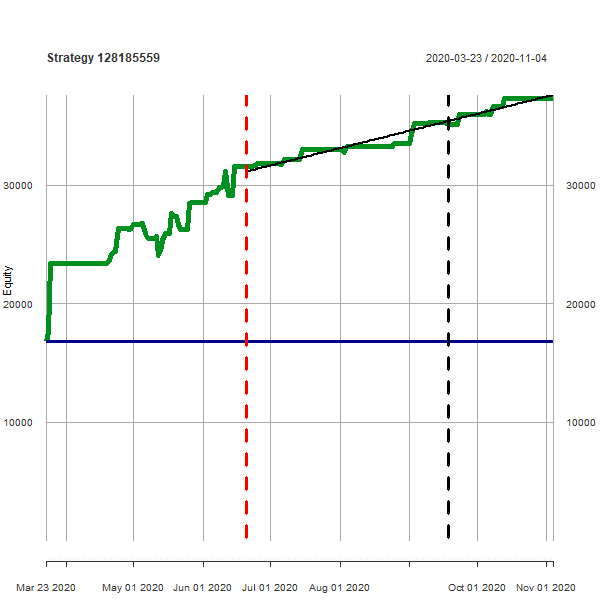 Strategy 128185559
2020-03-23 / 2020-11-04
30000
30000
20000
20000
10000
10000
Equity
Mar 23 2020
May 01 2020
Jun 01 2020
Jul 01 2020
Aug 01 2020
Oct 01 2020
Nov 01 2020